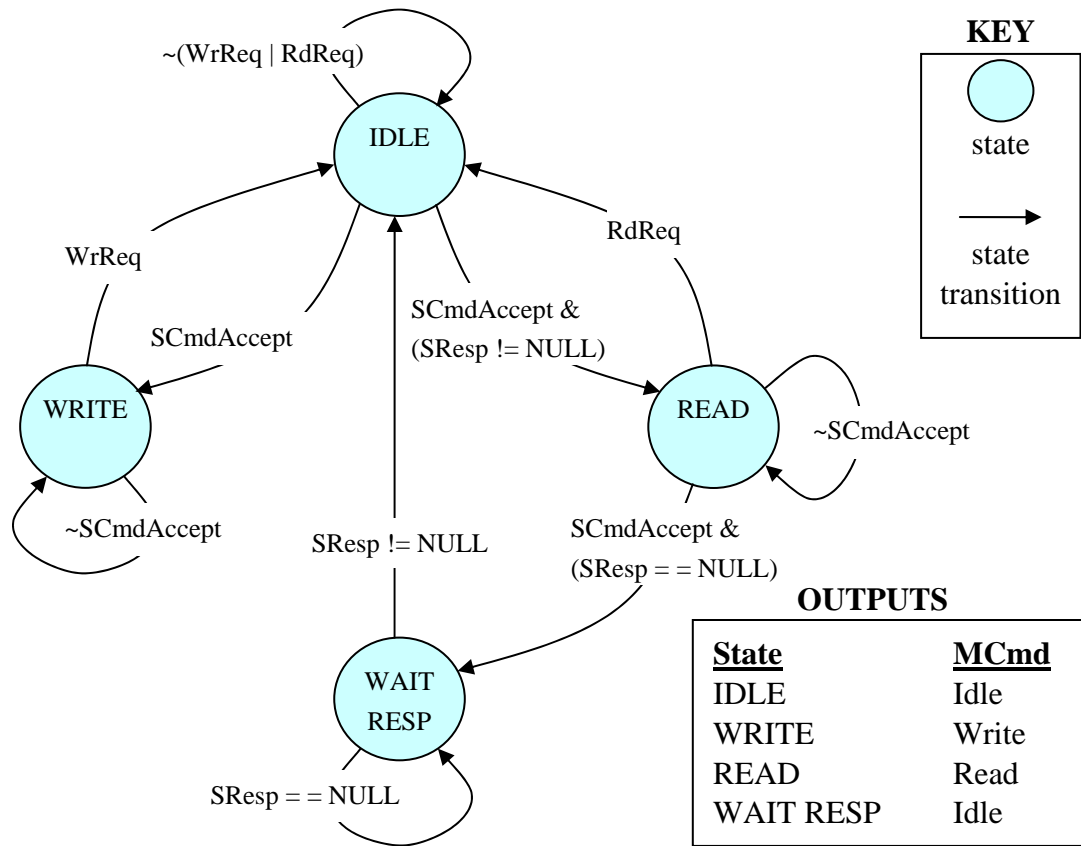 ~(WrReq | RdReq)
IDLE
WrReq
SCmdAccept
SCmdAccept &
(SResp != NULL)
RdReq
WRITE
~SCmdAccept
READ
~SCmdAccept
SResp != NULL
SCmdAccept &
(SResp = = NULL)
WAIT
RESP
SResp = = NULL
KEY
state
state
transition
OUTPUTS
State MCmd
IDLE Idle
WRITE Write
READ Read
WAIT RESP Idle